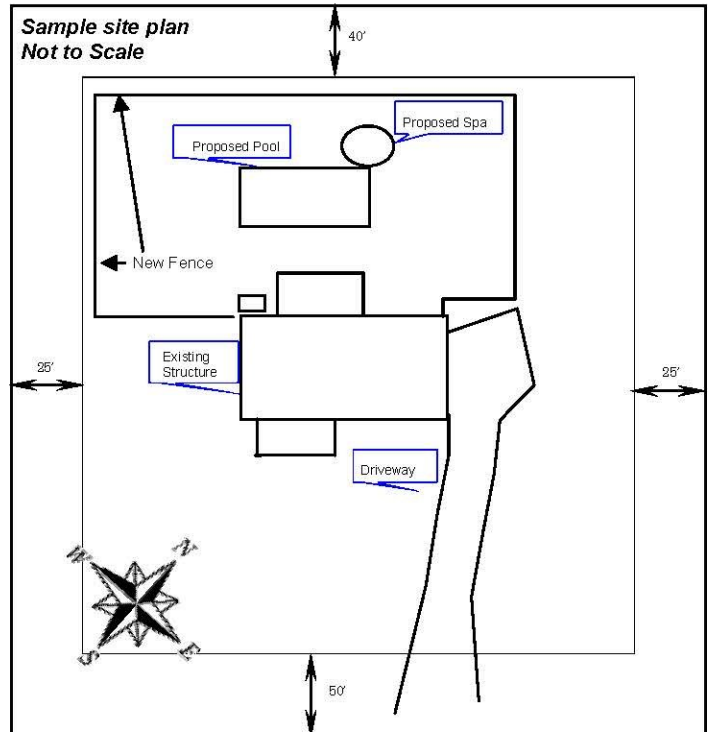 Sample site plan
Not to Scale
40'
Proposed Spa
Proposed Pool
New Fence
Existing
Structure
25'
25'
Driveway
W
N
S
E
50'